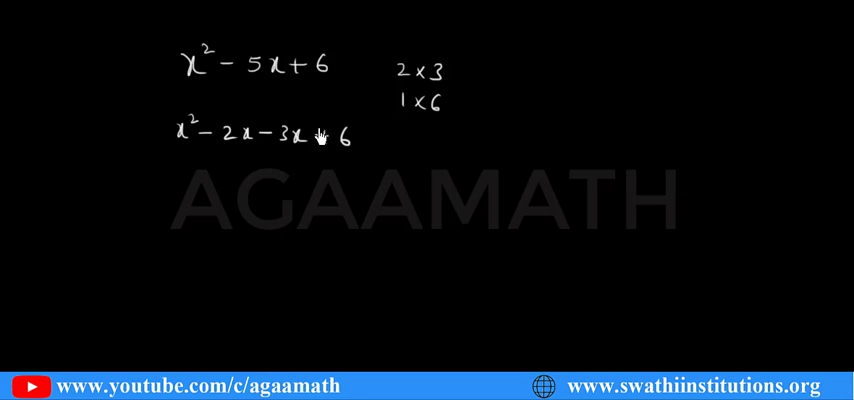 x² - 5x + 6
2 × 3
1 × 6
x² - 2x - 3x + 6
AGAAMATH
www.youtube.com/c/agaamath
www.swathiinstitutions.org